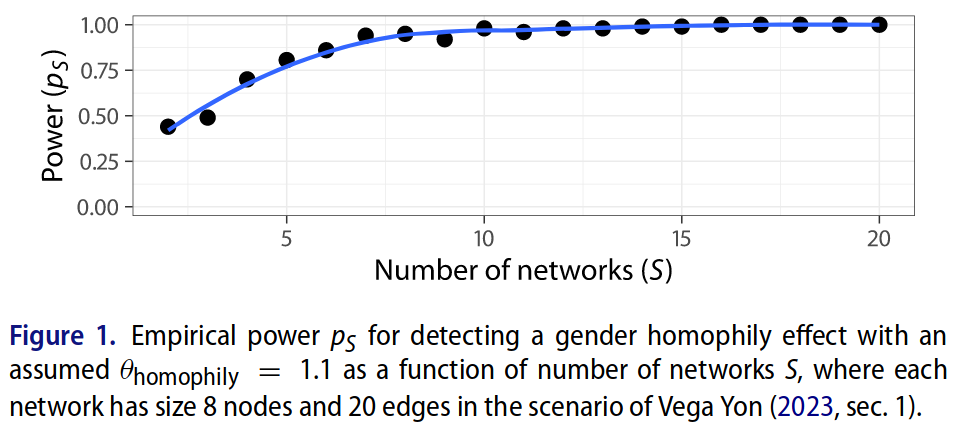 1.00
0.75
0.50
0.25
0.00
Power (pS)
5 10 15 20
Number of networks (S)
Figure 1. Empirical power pS for detecting a gender homophily effect with an
assumed θhomophily = 1.1 as a function of number of networks S, where each
network has size 8 nodes and 20 edges in the scenario of Vega Yon (2023, sec. 1).